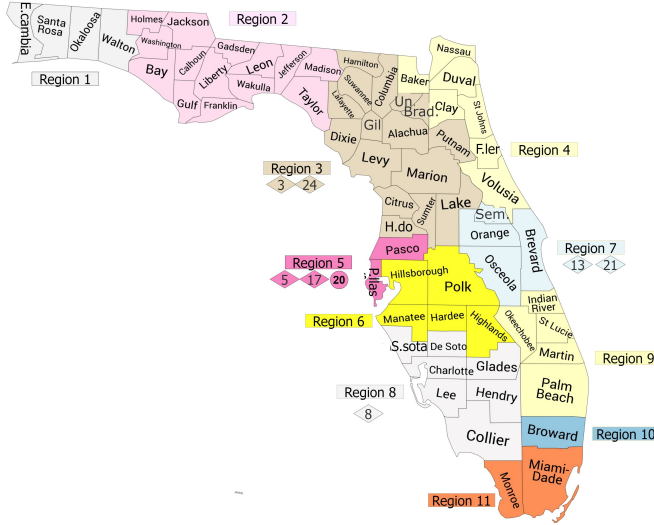 E.cambia
Santa
Rosa
Okaloosa
Walton
Region 1
Holmes
Jackson
Region 2
Washington
Bay
Calhoun
Gulf
Liberty
Gadsden
Leon
Franklin
Wakulla
Jefferson
Madison
Taylor
Hamilton
Suwannee
Lafayette
Columbia
Dixie
Gil
Un.
Brad.
Alachua
Levy
Marion
Putnam
Region 3
3
24
Citrus
Sumter
Lake
H.do
Baker
Nassau
Duval
Clay
St Johns
F.ler
Region 4
Volusia
Sem.
Orange
Brevard
Osceola
Region 7
13
21
Pasco
Region 5
5
17
20
P.llas
Hillsborough
Polk
Region 6
Manatee
Hardee
Highlands
Indian
River
Okeechobee
St Lucie
Martin
Region 9
Palm
Beach
S.sota
De Soto
Charlotte
Glades
Region 8
8
Lee
Hendry
Collier
Broward
Region 10
Region 11
Monroe
Miami-
Dade